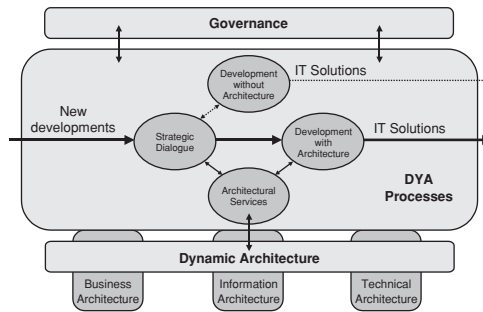 Governance
Development
without
Architecture
IT Solutions
New
developments
Strategic
Dialogue
Development
with
Architecture
IT Solutions
Architectural
Services
DYA
Processes
Dynamic Architecture
Business
Architecture
Information
Architecture
Technical
Architecture